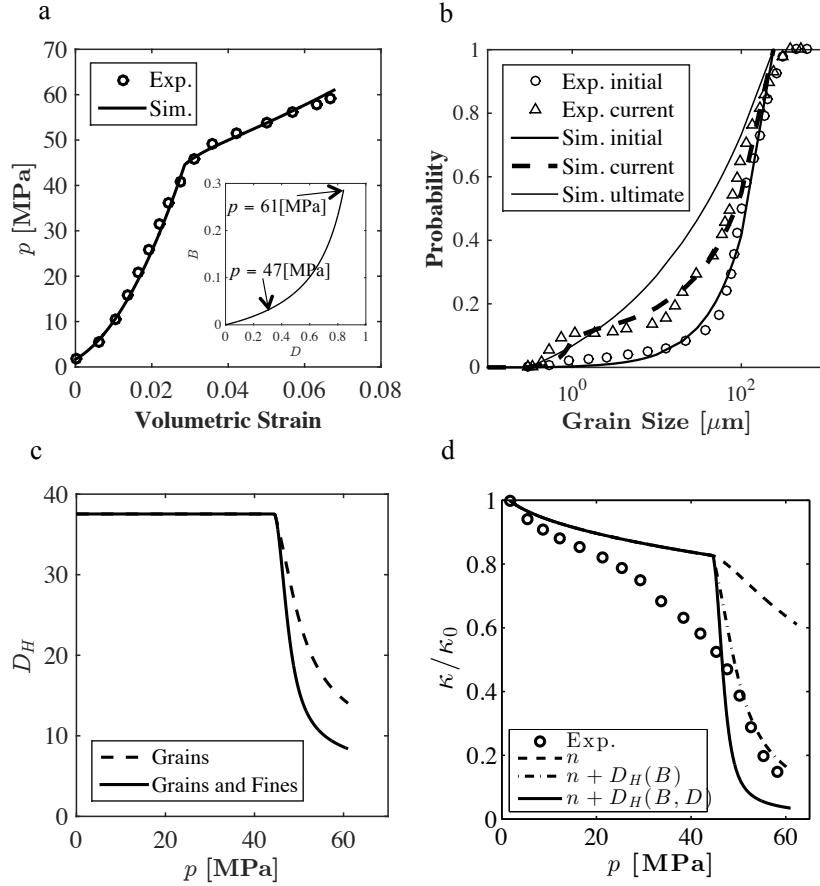 a
70
60
50
40
30
20
10
0
p [MPa]
Exp.
Sim.
0.3
0.2
0.1
0
B
p = 61[MPa]
p = 47[MPa]
0 0.2 0.4 0.6 0.8 1
D
0 0.02 0.04 0.06 0.08
Volumetric Strain
b
1
0.8
0.6
0.4
0.2
0
Probability
Exp. initial
Exp. current
Sim. initial
Sim. current
Sim. ultimate
10^0 10^2
Grain Size [μm]
c
40
30
20
10
0
D_H
Grains
Grains and Fines
0 20 40 60
p [MPa]
d
1
0.8
0.6
0.4
0.2
0
κ/κ_0
Exp.
n
n + D_H(B)
n + D_H(B, D)
0 20 40 60
p [MPa]